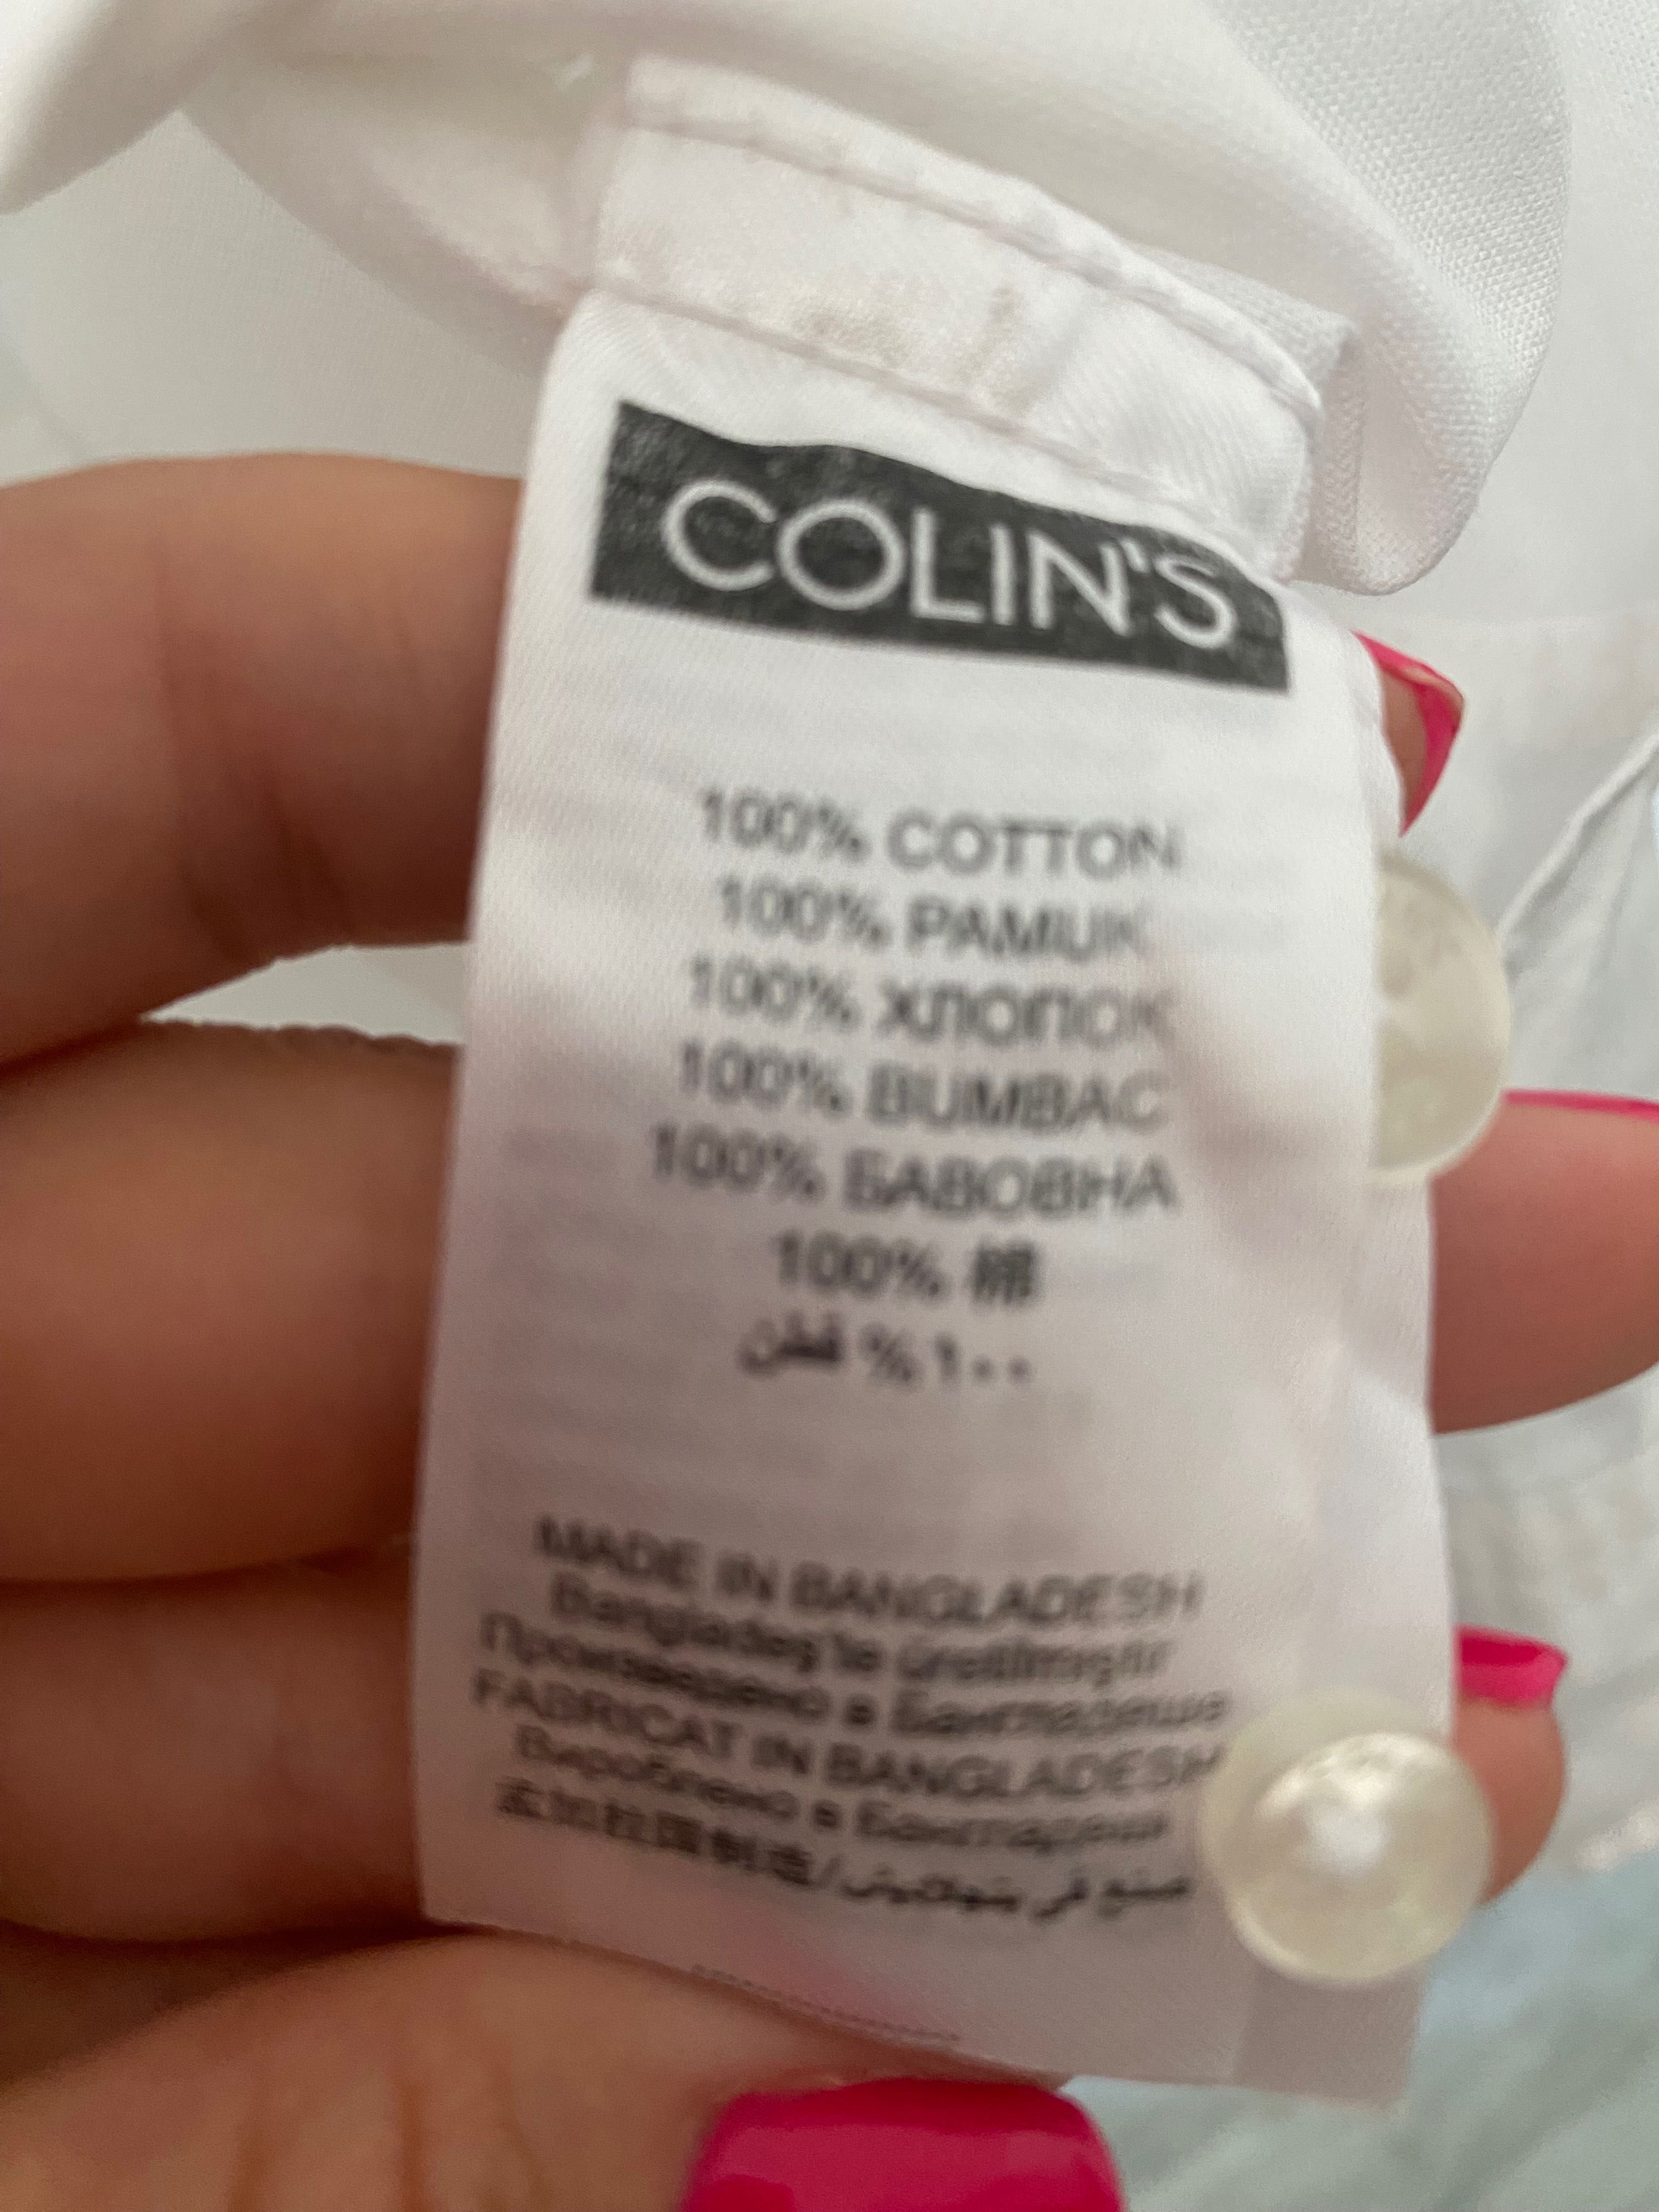 COLIN'S
100% COTTON
100% PAMUK
100% ХЛОПОК
100% BUMBAC
100% БАВОВНА
100% 棉
١٠٠ % قطن
MADE IN BANGLADESH
Bangladeş'te üretilmiştir
Произведено в Бангладеше
FABRICAT IN BANGLADESH
Вироблено в Бангладеш
孟加拉国制造/صنع في بنغلاديش